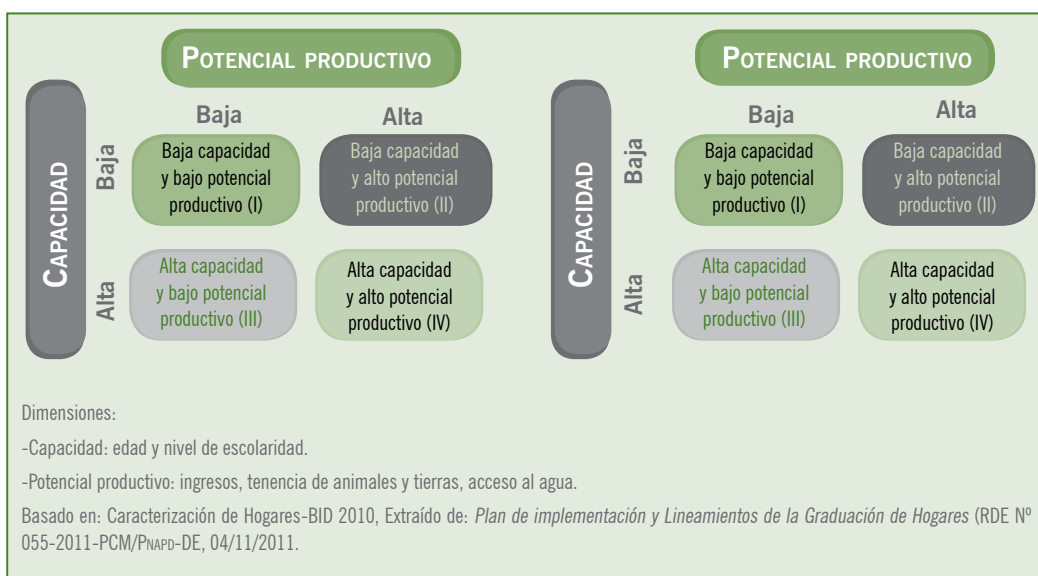 POTENCIAL PRODUCTIVO
CAPACIDAD
Baja
Alta
Baja
Baja capacidad
y bajo potencial
productivo (I)
Baja capacidad
y alto potencial
productivo (II)
Alta
Alta capacidad
y bajo potencial
productivo (III)
Alta capacidad
y alto potencial
productivo (IV)
POTENCIAL PRODUCTIVO
CAPACIDAD
Baja
Alta
Baja
Baja capacidad
y bajo potencial
productivo (I)
Baja capacidad
y alto potencial
productivo (II)
Alta
Alta capacidad
y bajo potencial
productivo (III)
Alta capacidad
y alto potencial
productivo (IV)
Dimensiones:
-Capacidad: edad y nivel de escolaridad.
-Potencial productivo: ingresos, tenencia de animales y tierras, acceso al agua.
Basado en: Caracterización de Hogares-BID 2010, Extraído de: Plan de implementación y Lineamientos de la Graduación de Hogares (RDE Nº
055-2011-PCM/PNAPD-DE, 04/11/2011.